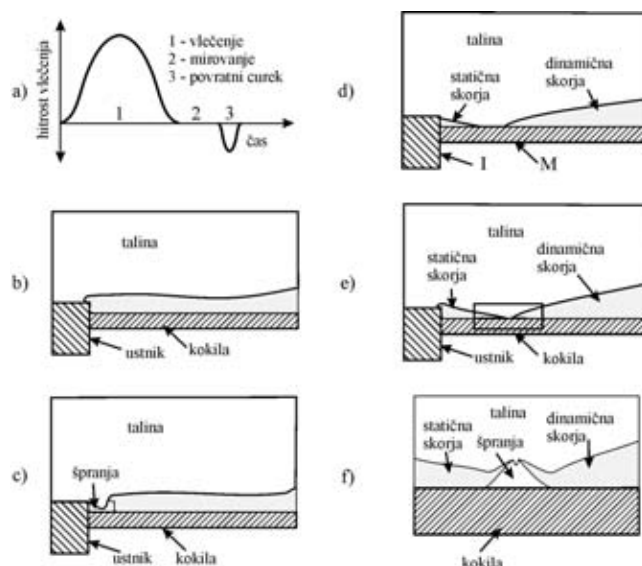 a)
hitrost vlečenja
1 - vlečenje
2 - mirovanje
3 - povratni curek
1 2 3
čas
b)
talina
ustnik
kokila
c)
talina
špranja
ustnik
kokila
d)
talina
statična
skorja
dinamična
skorja
I
M
e)
talina
statična
skorja
dinamična
skorja
ustnik
kokila
f)
talina
statična
skorja
špranja
dinamična
skorja
kokila